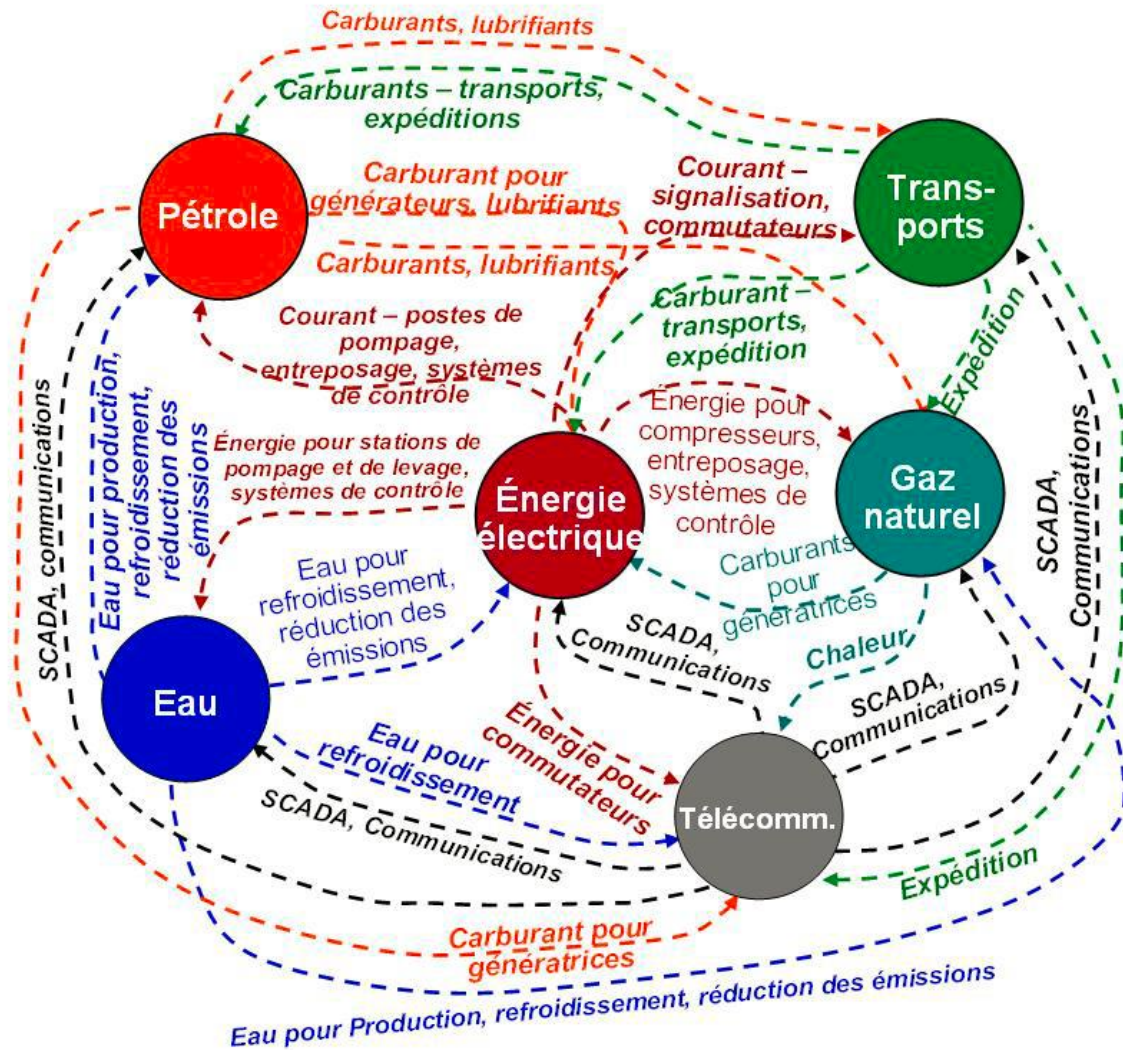 Carburants, lubrifiants
Carburants – transports,
expéditions
Pétrole
Trans-
ports
Carburant pour
générateurs, lubrifiants
Courant –
signalisation,
commutateurs
Carburants, lubrifiants
Carburant –
transports,
expédition
Expédition
Courant – postes de
pompage,
entreposage, systèmes
de contrôle
Énergie pour
compresseurs,
entreposage,
systèmes de
contrôle
SCADA, communications
Eau pour production,
refroidissement,
réduction des
émissions
Énergie pour stations de
pompage et de levage,
systèmes de contrôle
Énergie
électrique
Gaz
naturel
SCADA,
Communications
Eau pour
refroidissement,
réduction des
émissions
Carburants
pour
génératrices
SCADA,
Communications
Chaleur
SCADA,
Communications
Eau
Énergie pour
commutateurs
Eau pour
refroidissement
SCADA, Communications
Télécomm.
Expédition
Carburant pour
génératrices
Eau pour Production, refroidissement, réduction des émissions